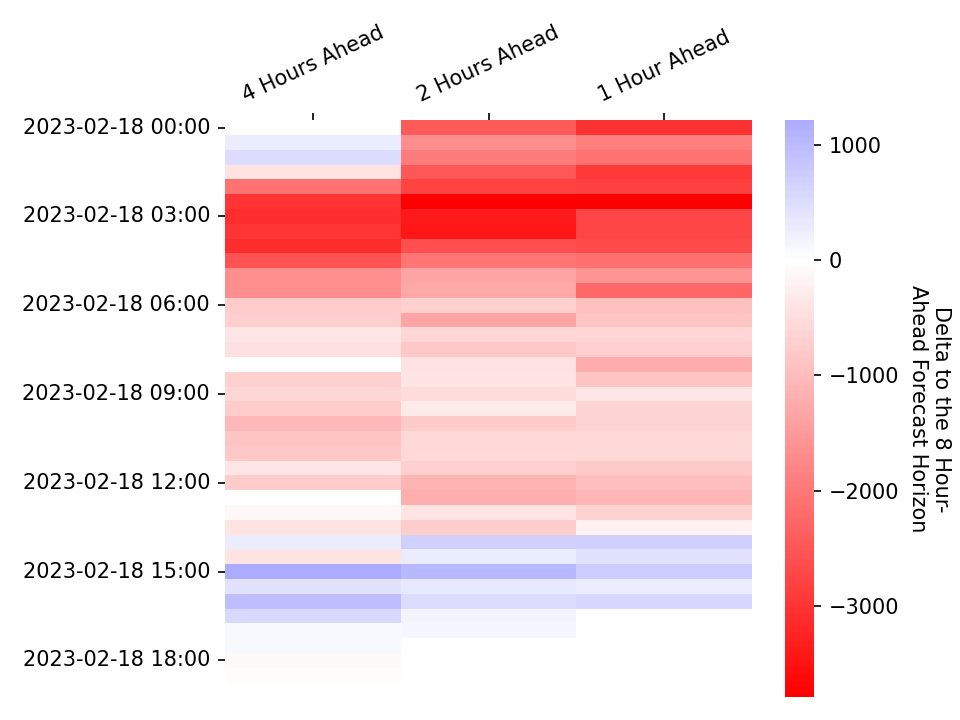 4 Hours Ahead
2 Hours Ahead
1 Hour Ahead
2023-02-18 00:00
2023-02-18 03:00
2023-02-18 06:00
2023-02-18 09:00
2023-02-18 12:00
2023-02-18 15:00
2023-02-18 18:00
1000
0
−1000
−2000
−3000
Delta to the 8 Hour-
Ahead Forecast Horizon